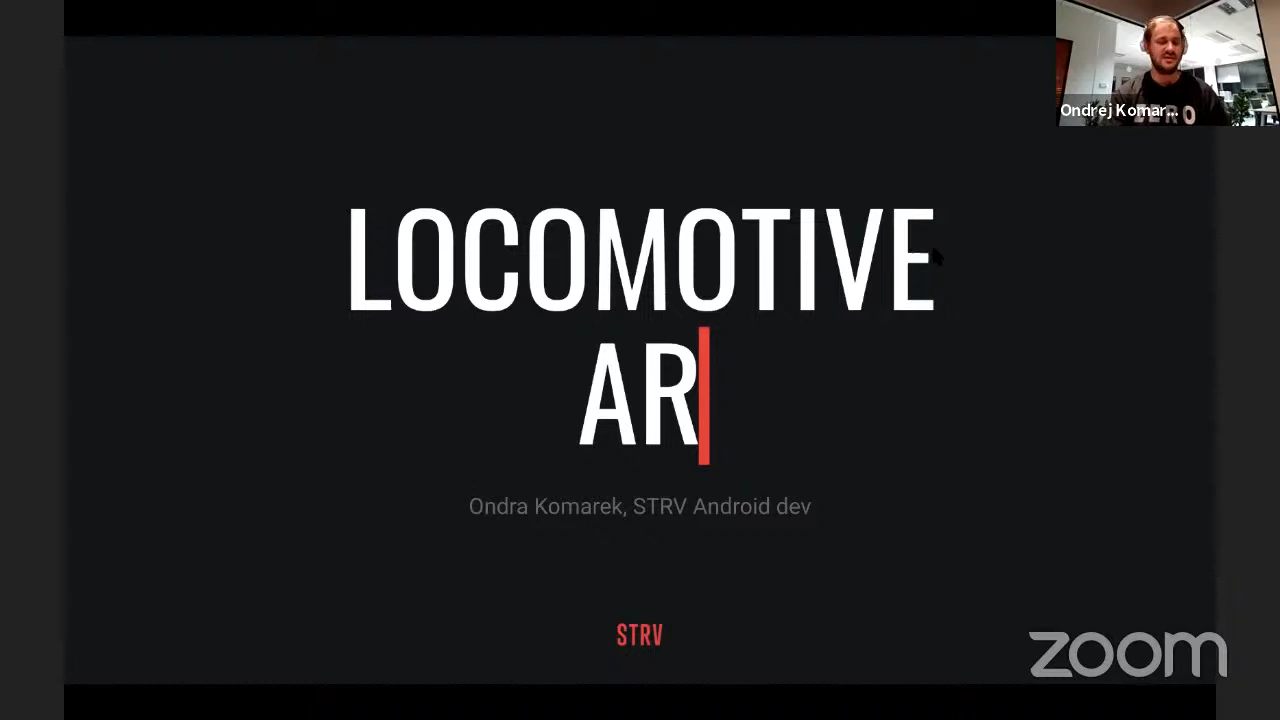 Ondrej Komar...
LOCOMOTIVE
AR
Ondra Komarek, STRV Android dev
STRV
zoom